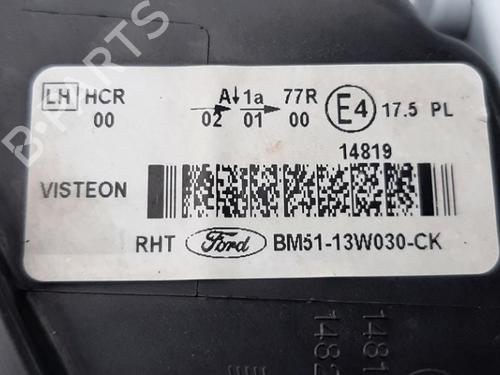 LH HCR A↓1a 77R E4 17.5 PL
00 02 01 00
14819
VISTEON
RHT Ford BM51-13W030-CK
B-PARTS